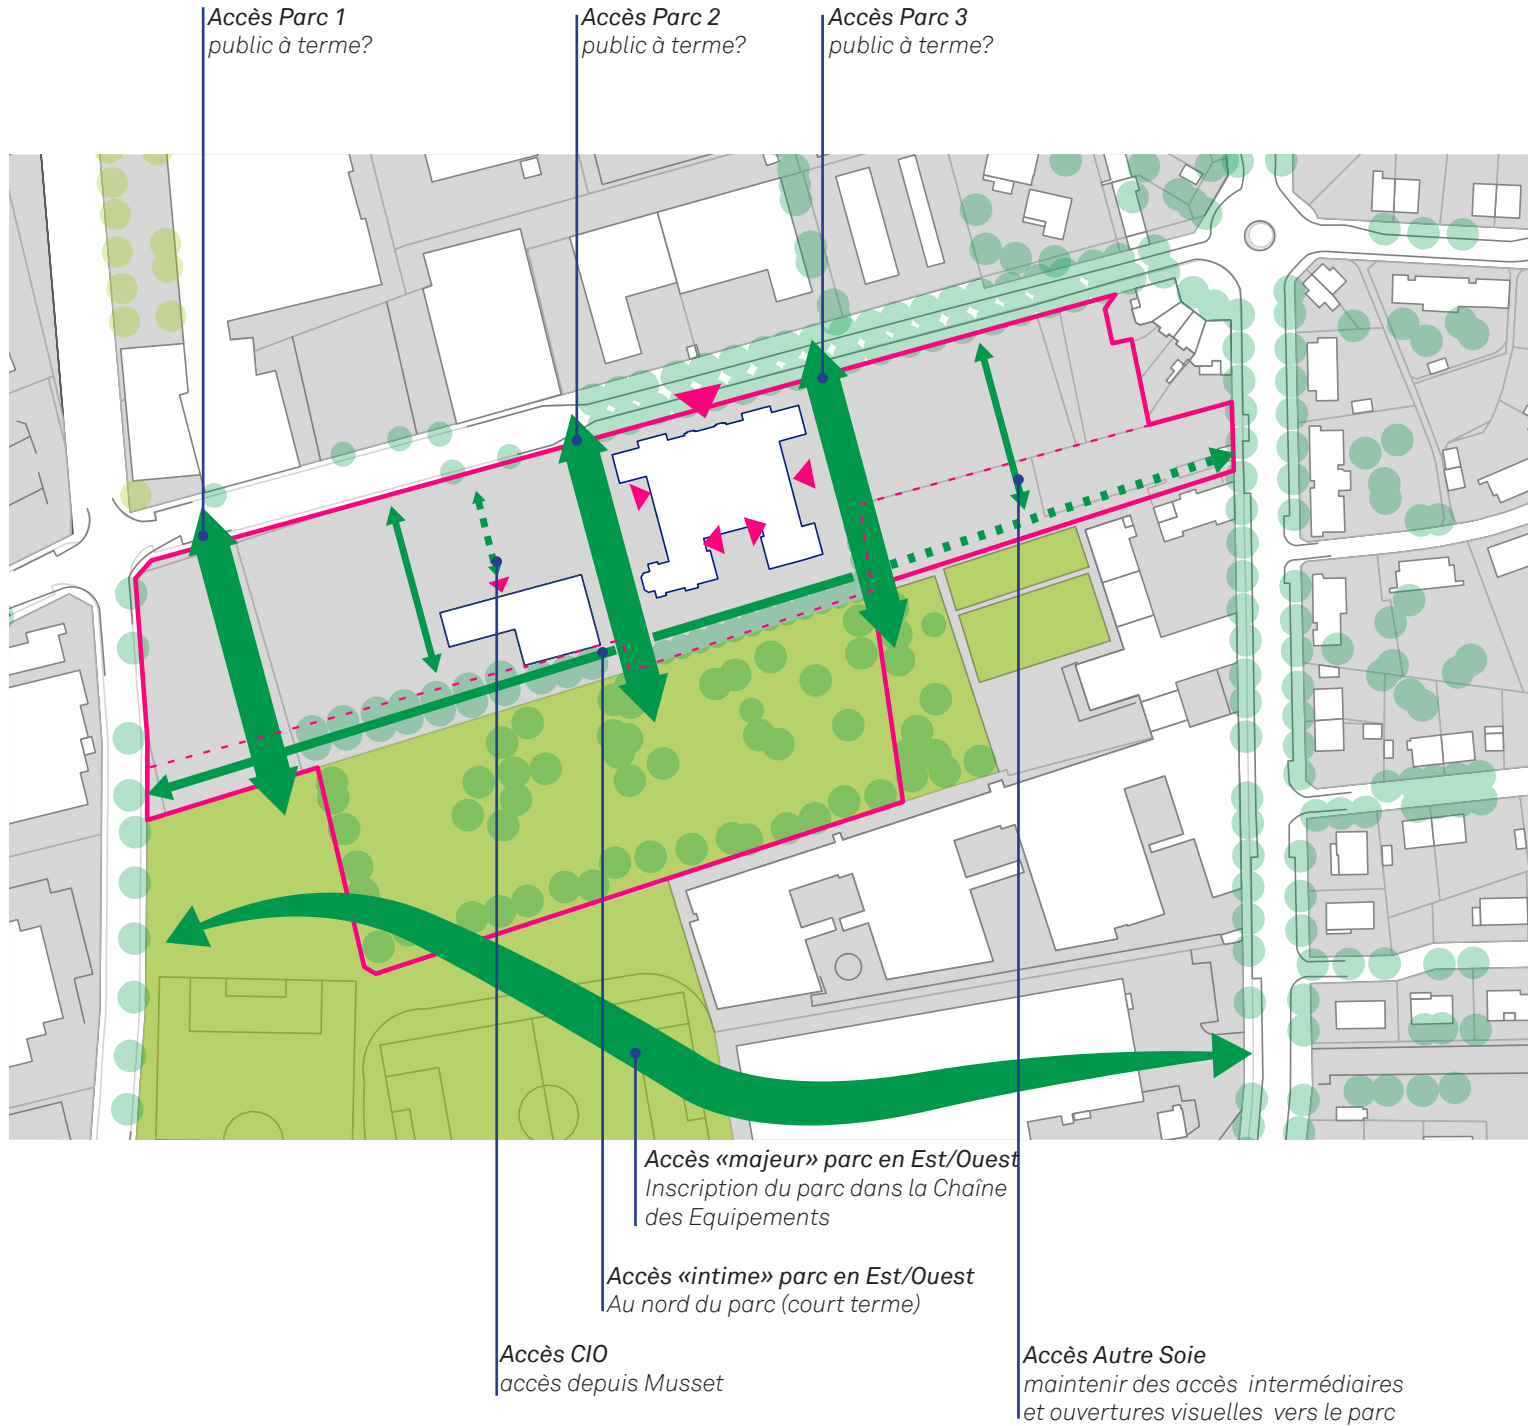 Accès Parc 1
public à terme?
Accès Parc 2
public à terme?
Accès Parc 3
public à terme?
Accès «majeur» parc en Est/Ouest
Inscription du parc dans la Chaîne
des Equipements
Accès «intime» parc en Est/Ouest
Au nord du parc (court terme)
Accès CIO
accès depuis Musset
Accès Autre Soie
maintenir des accès intermédiaires
et ouvertures visuelles vers le parc